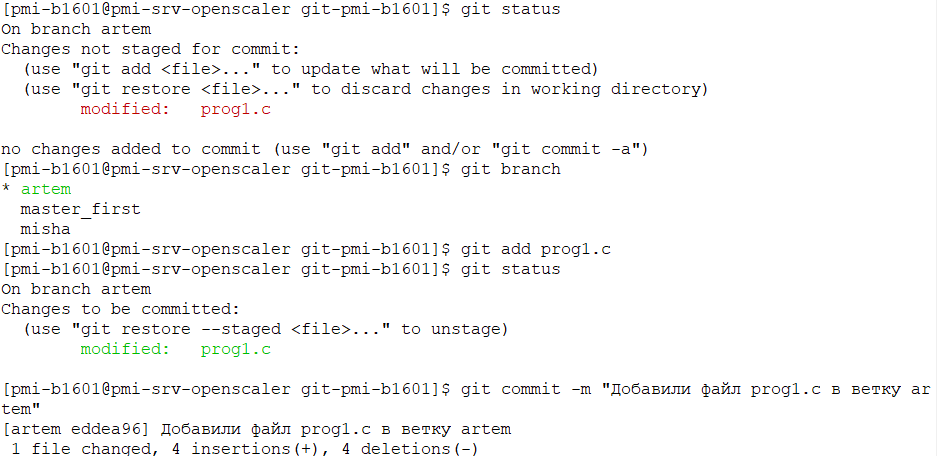 [pmi-b1601@pmi-srv-openscaler git-pmi-b1601]$ git status
On branch artem
Changes not staged for commit:
  (use "git add <file>..." to update what will be committed)
  (use "git restore <file>..." to discard changes in working directory)
        modified:   prog1.c

no changes added to commit (use "git add" and/or "git commit -a")
[pmi-b1601@pmi-srv-openscaler git-pmi-b1601]$ git branch
* artem
  master_first
  misha
[pmi-b1601@pmi-srv-openscaler git-pmi-b1601]$ git add prog1.c
[pmi-b1601@pmi-srv-openscaler git-pmi-b1601]$ git status
On branch artem
Changes to be committed:
  (use "git restore --staged <file>..." to unstage)
        modified:   prog1.c

[pmi-b1601@pmi-srv-openscaler git-pmi-b1601]$ git commit -m "Добавили файл prog1.c в ветку ar
tem"
[artem eddea96] Добавили файл prog1.c в ветку artem
 1 file changed, 4 insertions(+), 4 deletions(-)